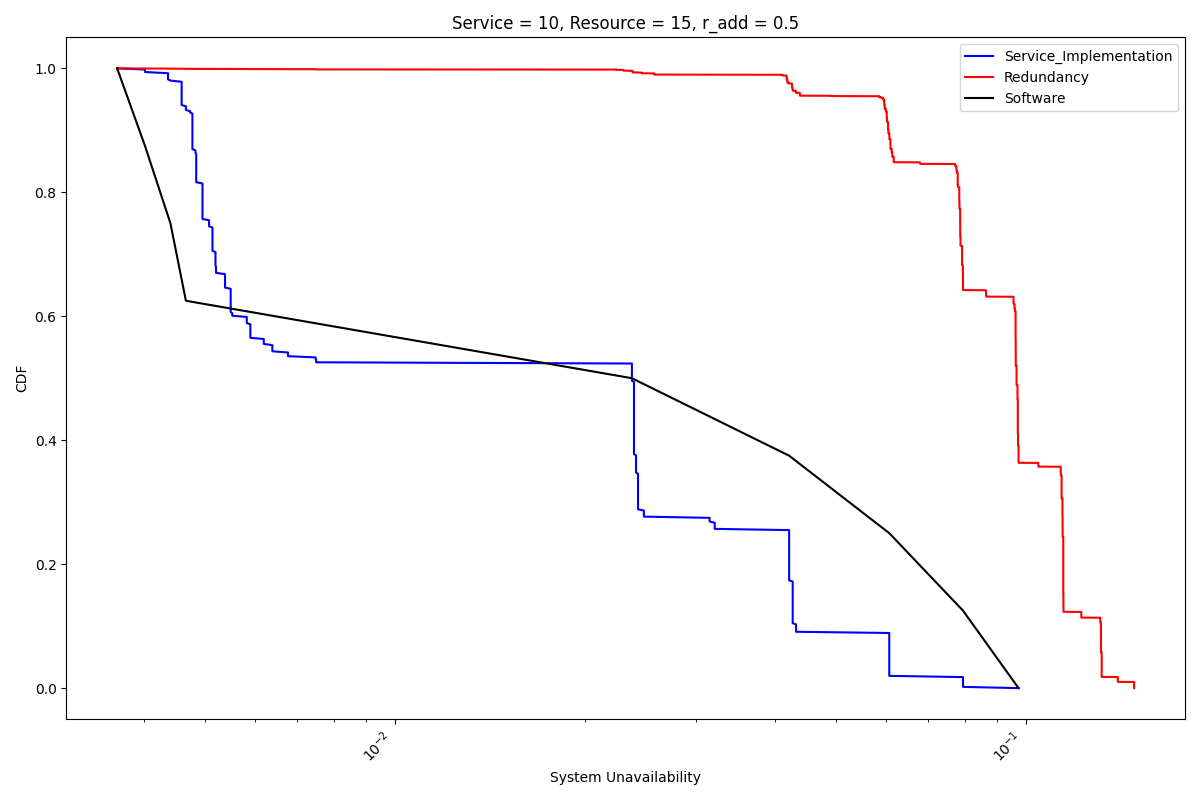 Service = 10, Resource = 15, r_add = 0.5
Service_Implementation
Redundancy
Software
CDF
1.0
0.8
0.6
0.4
0.2
0.0
10⁻² 10⁻¹
System Unavailability